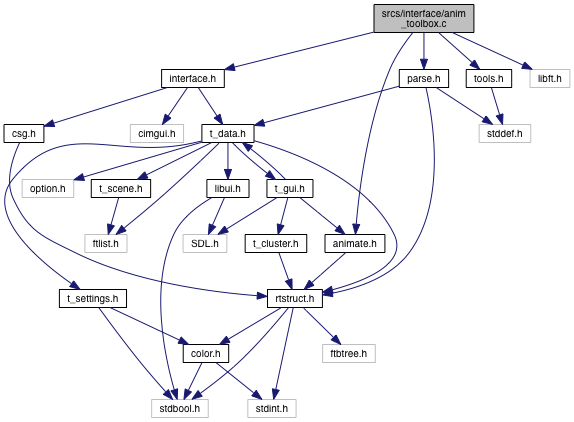 srcs/interface/anim
_toolbox.c
interface.h
parse.h
tools.h
libft.h
csg.h
cimgui.h
t_data.h
stddef.h
option.h
t_scene.h
libui.h
t_gui.h
ftlist.h
SDL.h
t_cluster.h
animate.h
t_settings.h
rtstruct.h
color.h
ftbtree.h
stdbool.h
stdint.h